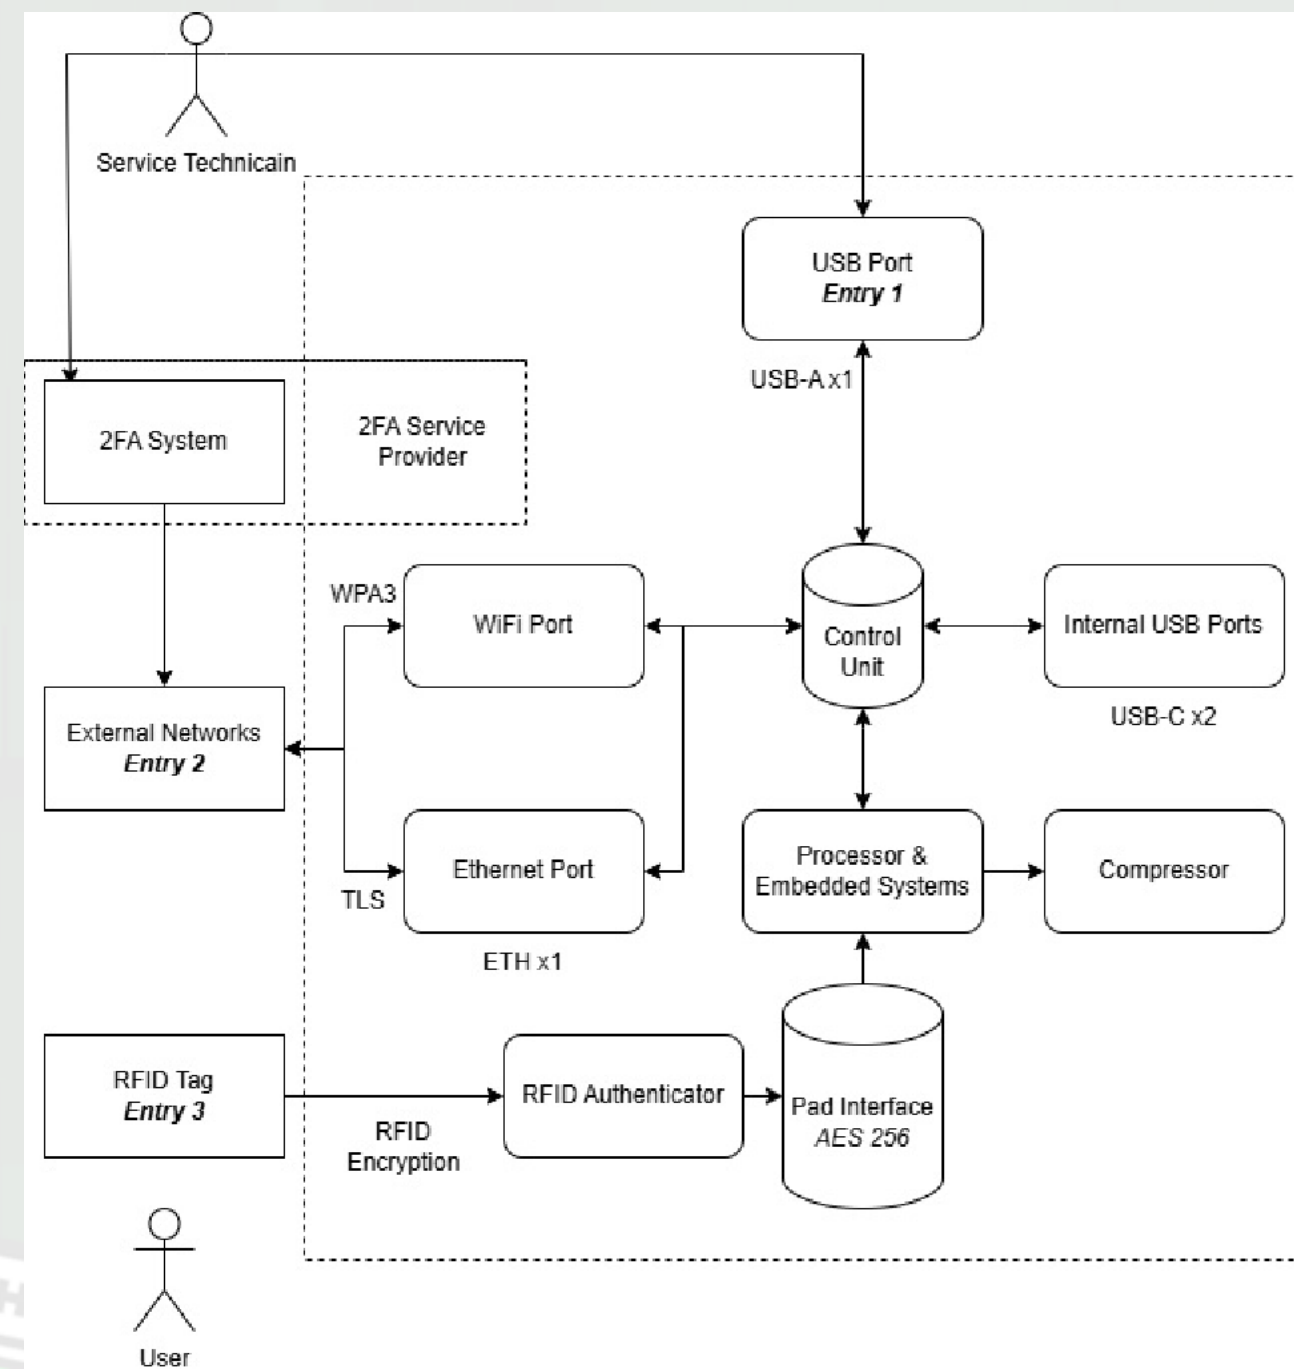 Service Technicain
USB Port
Entry 1
USB-A x1
2FA System
2FA Service
Provider
WPA3
WiFi Port
Control
Unit
Internal USB Ports
USB-C x2
External Networks
Entry 2
Ethernet Port
TLS
ETH x1
Processor &
Embedded Systems
Compressor
RFID Tag
Entry 3
RFID
Encryption
RFID Authenticator
Pad Interface
AES 256
User